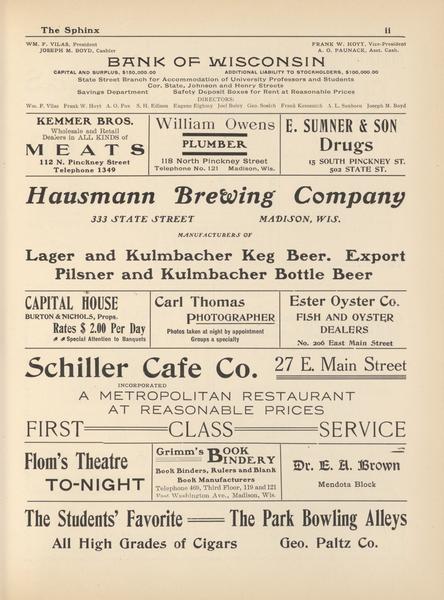 The Sphinx ii
WM. F. VILAS, President FRANK W. HOYT, Vice-President
JOSEPH M. BOYD, Cashier A. O. PAUNACK, Asst. Cash.
BANK OF WISCONSIN
CAPITAL AND SURPLUS, $150,000.00 ADDITIONAL LIABILITY TO STOCKHOLDERS, $100,000.00
State Street Branch for Accommodation of University Professors and Students
Cor. State, Johnson and Henry Streets
Savings Department Safety Deposit Boxes for Rent at Reasonable Prices
DIRECTORS:
Wm. F. Vilas Frank W. Hoyt A. O. Fox S. H. Edison Eugene Eighmy Joel Boley Geo. Soelch Frank Kessenich A. L. Sanborn Joseph M. Boyd
KEMMER BROS.
Wholesale and Retail
Dealers in ALL KINDS of
MEATS
112 N. Pinckney Street
Telephone 1349
William Owens
PLUMBER
118 North Pinckney Street
Telephone No. 121 Madison, Wis.
E. SUMNER & SON
Drugs
15 SOUTH PINCKNEY ST.
502 STATE ST.
Hausmann Brewing Company
333 STATE STREET MADISON, WIS.
MANUFACTURERS OF
Lager and Kulmbacher Keg Beer. Export
Pilsner and Kulmbacher Bottle Beer
CAPITAL HOUSE
BURTON & NICHOLS, Props.
Rates $ 2.00 Per Day
Special Attention to Banquets
Carl Thomas
PHOTOGRAPHER
Photos taken at night by appointment
Groups a specialty
Ester Oyster Co.
FISH AND OYSTER
DEALERS
No. 206 East Main Street
Schiller Cafe Co. 27 E. Main Street
INCORPORATED
A METROPOLITAN RESTAURANT
AT REASONABLE PRICES
FIRST CLASS SERVICE
Flom's Theatre
TO-NIGHT
Grimm's BOOK
BINDERY
Book Binders, Rulers and Blank
Book Manufacturers
Telephone 469, Third Floor, 119 and 121
East Washington Ave., Madison, Wis.
Dr. E. A. Brown
Mendota Block
The Students' Favorite The Park Bowling Alleys
All High Grades of Cigars Geo. Paltz Co.